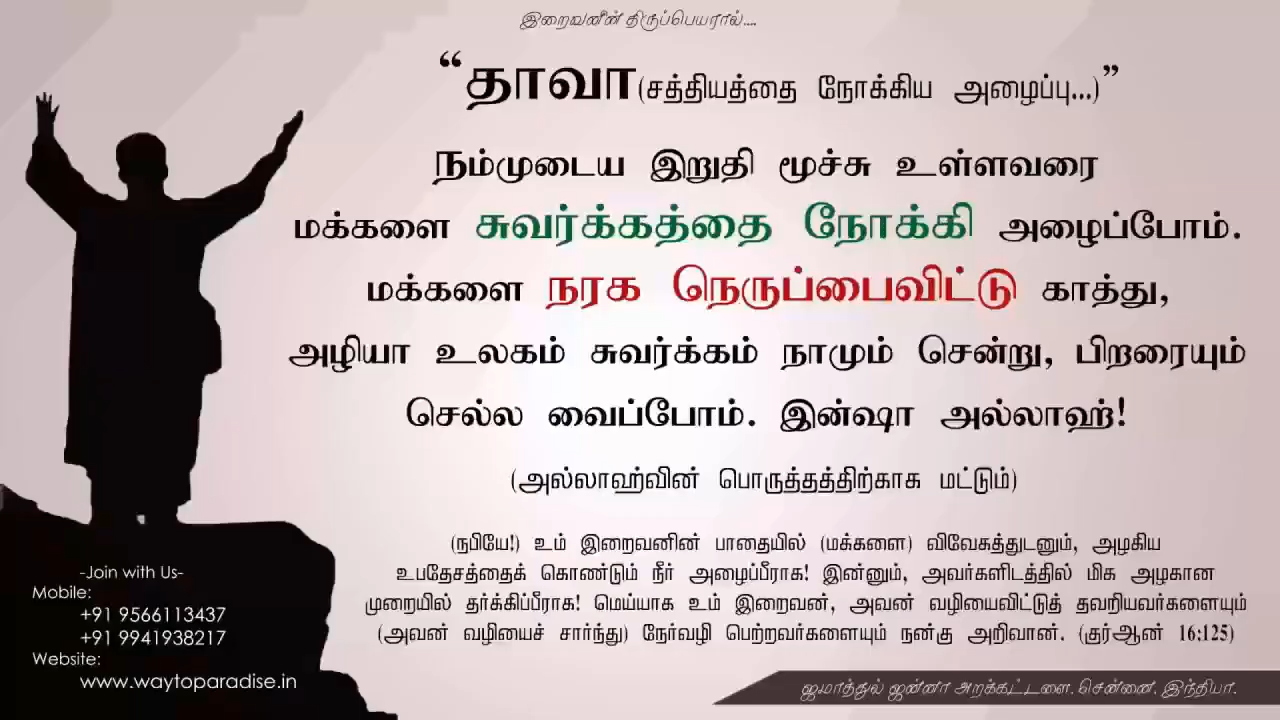 இறைவனின் திருப்பெயரால்....
“தாவா(சத்தியத்தை நோக்கிய அழைப்பு...)”
நம்முடைய இறுதி மூச்சு உள்ளவரை
மக்களை சுவர்க்கத்தை நோக்கி அழைப்போம்.
மக்களை நரக நெருப்பைவிட்டு காத்து,
அழியா உலகம் சுவர்க்கம் நாமும் சென்று, பிறரையும்
செல்ல வைப்போம். இன்ஷா அல்லாஹ்!
(அல்லாஹ்வின் பொருத்தத்திற்காக மட்டும்)
(நபியே!) உம் இறைவனின் பாதையில் (மக்களை) விவேகத்துடனும், அழகிய
உபதேசத்தைக் கொண்டும் நீர் அழைப்பீராக! இன்னும், அவர்களிடத்தில் மிக அழகான
முறையில் தர்க்கிப்பீராக! மெய்யாக உம் இறைவன், அவன் வழியைவிட்டுத் தவறியவர்களையும்
(அவன் வழியைச் சார்ந்து) நேர்வழி பெற்றவர்களையும் நன்கு அறிவான். (குர்ஆன் 16:125)
-Join with Us-
Mobile:
+91 9566113437
+91 9941938217
Website:
www.waytoparadise.in
ஜமாத்துல் ஜன்னா அறக்கட்டளை, சென்னை, இந்தியா.